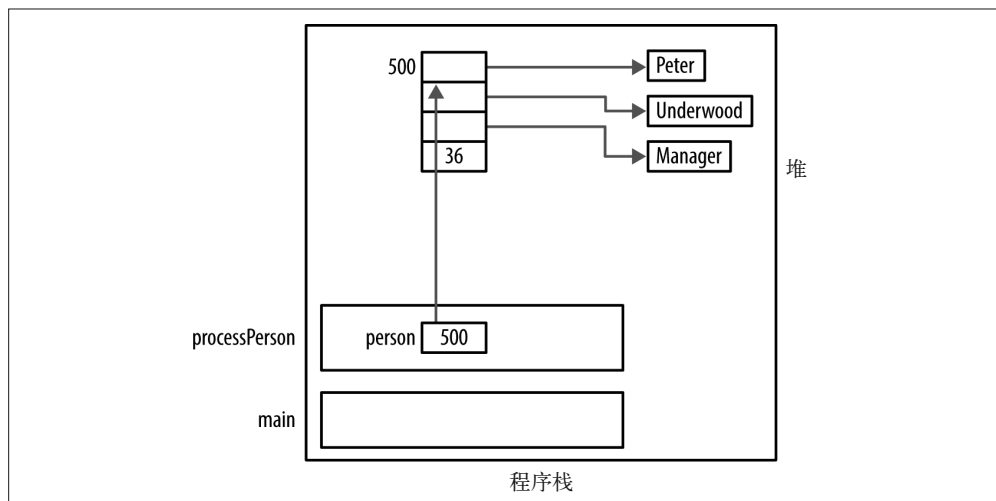 500
Peter
Underwood
Manager
36
堆
processPerson
person
500
main
程序栈